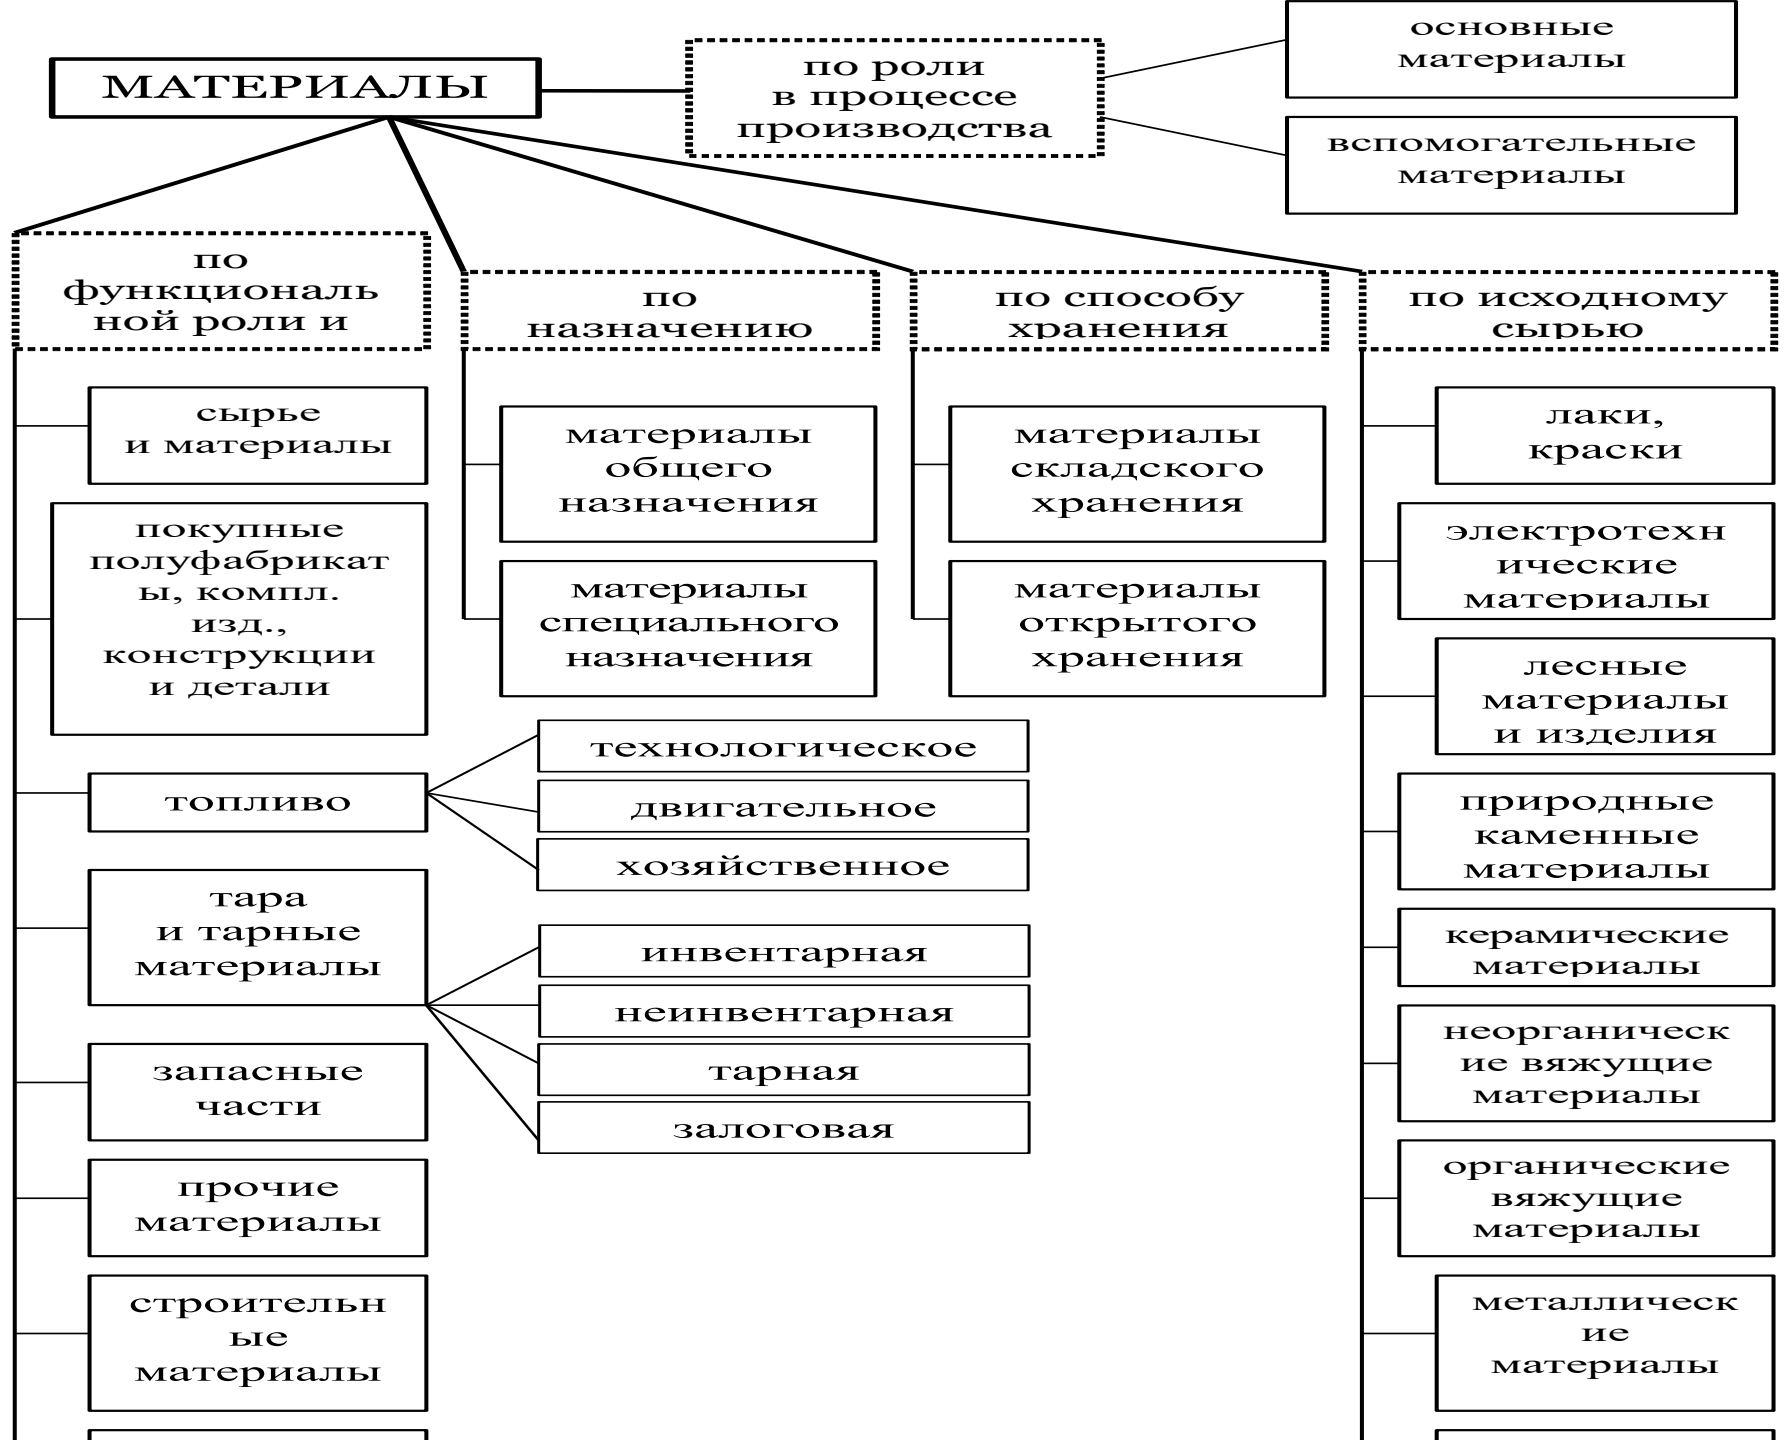 МАТЕРИАЛЫ
по роли
в процессе
производства
основные
материалы
вспомогательные
материалы
по
функциональ
ной роли и
по
назначению
по способу
хранения
по исходному
сырью
сырье
и материалы
покупные
полуфабрикат
ы, компл.
изд.,
конструкции
и детали
топливо
тара
и тарные
материалы
запасные
части
прочие
материалы
строительн
ые
материалы
материалы
общего
назначения
материалы
специального
назначения
технологическое
двигательное
хозяйственное
инвентарная
неинвентарная
тарная
залоговая
материалы
складского
хранения
материалы
открытого
хранения
лаки,
краски
электротехн
ические
материалы
лесные
материалы
и изделия
природные
каменные
материалы
керамические
материалы
неорганическ
ие вяжущие
материалы
органические
вяжущие
материалы
металлическ
ие
материалы